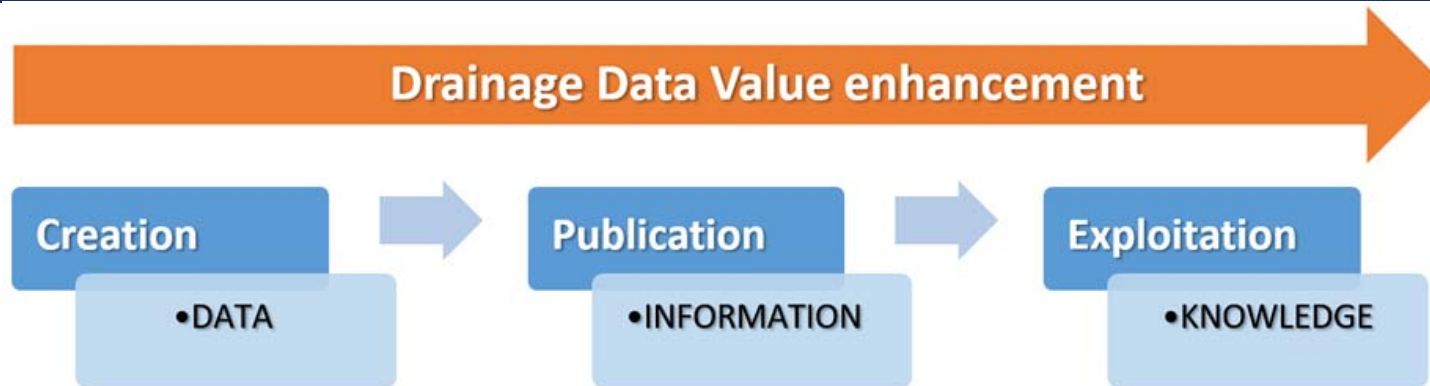 Drainage Data Value enhancement
Creation
•DATA
Publication
•INFORMATION
Exploitation
•KNOWLEDGE